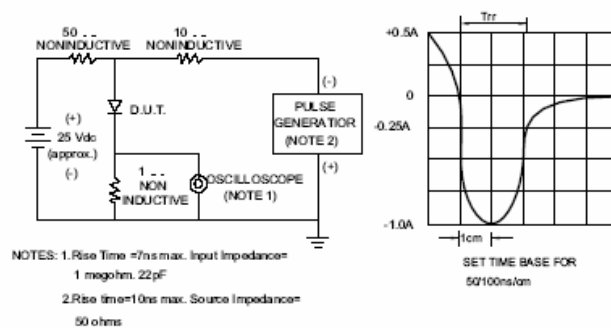 50 - -
NONINDUCTIVE
10 - -
NONINDUCTIVE
(+)
25 Vdc
(approx.)
(-)
D.U.T.
1 - -
NON
INDUCTIVE
OSCILLOSCOPE
(NOTE 1)
(-)
PULSE
GENERATIOR
(NOTE 2)
(+)
Trr
+0.5A
0
-0.25A
-1.0A
1cm
SET TIME BASE FOR
50/100ns/cm
NOTES: 1.Rise Time =7ns max. Input Impedance=
1 megohm. 22pF
2.Rise time=10ns max. Source Impedance=
50 ohms